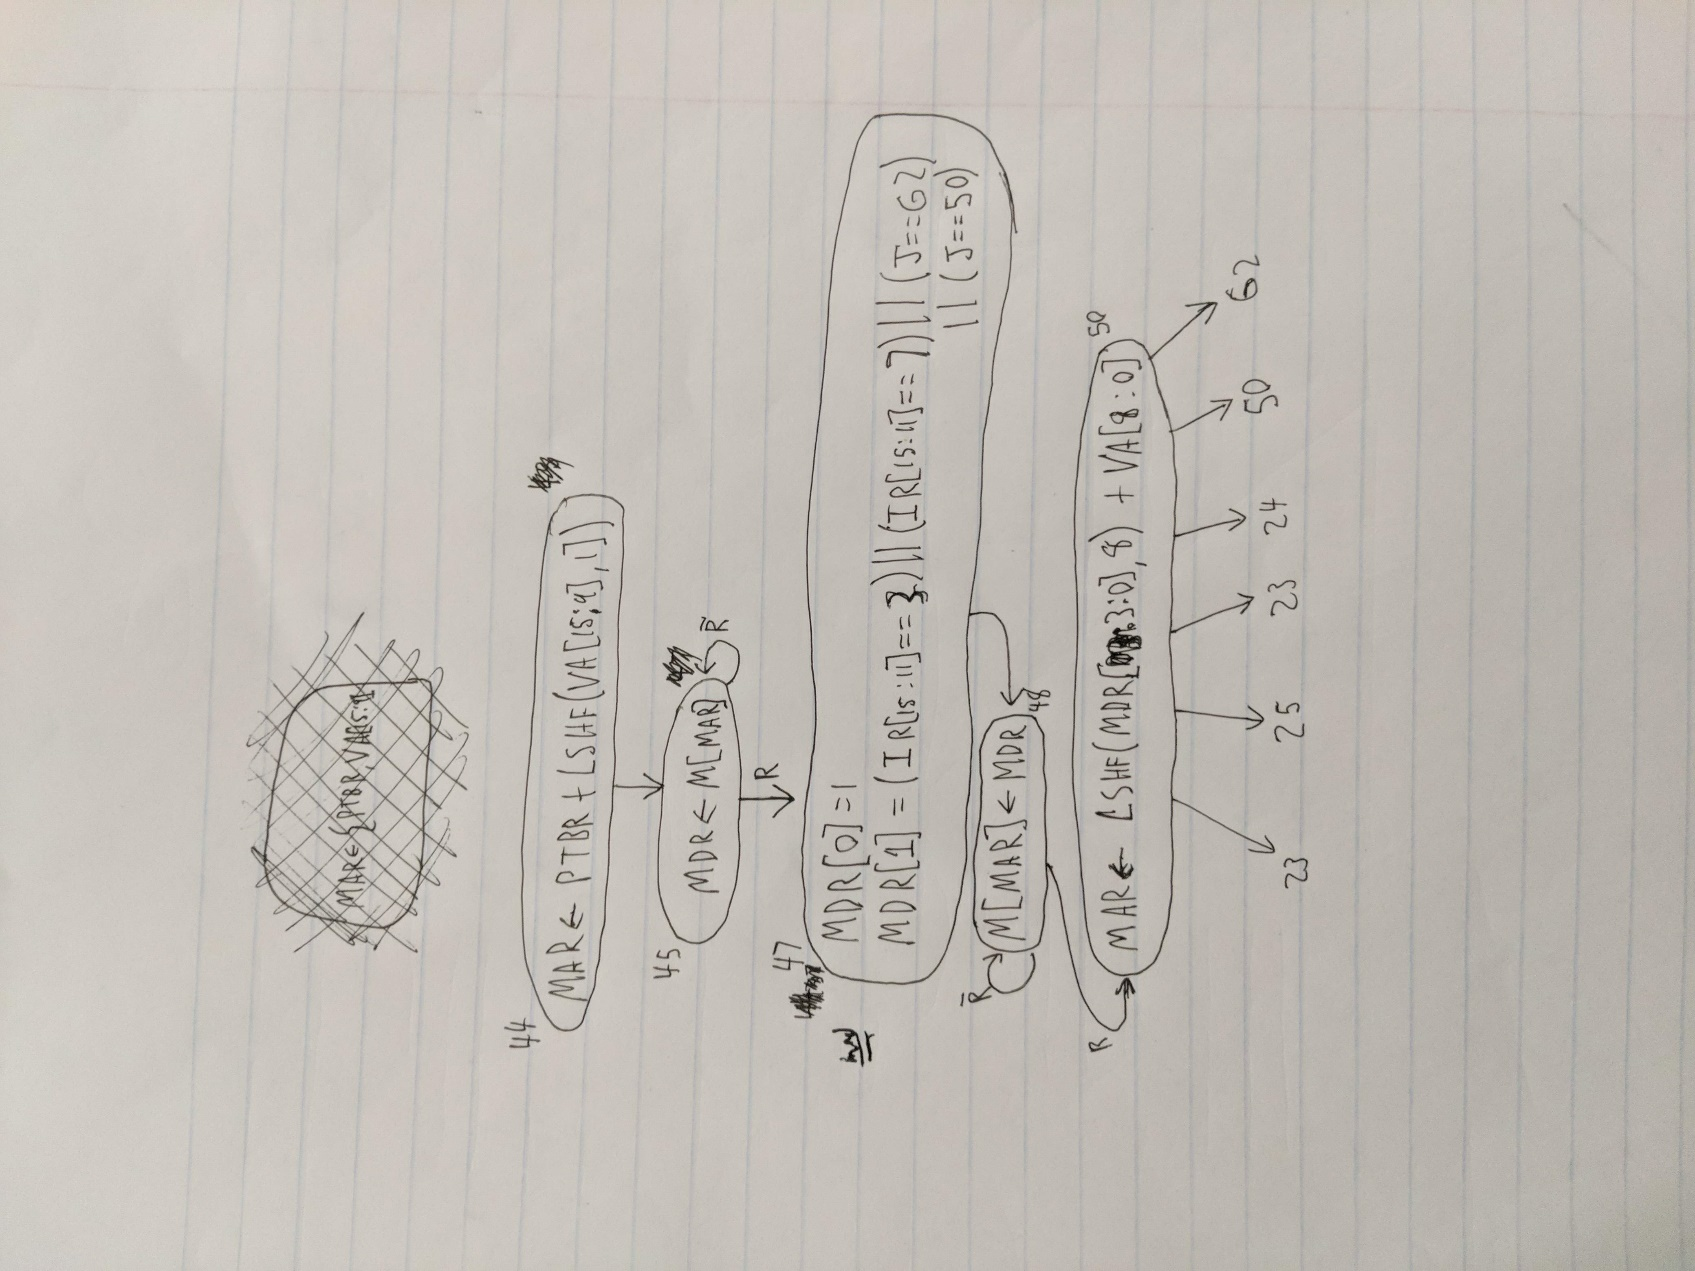 MAR ← PTBR + LSHF(VA[15:9],1])
44
MDR ← M[MAR]
45
R̄
R
47
MDR[0]=1
MDR[1] = (IR[15:11]==3)||(IR[15:11]==7)||(J==62)
||(J==50)
M[MAR] ← MDR
48
R̄
R
MAR ← LSHF(MDR[3:0],8) + VA[8:0]
50
23 25 23 24 50 62